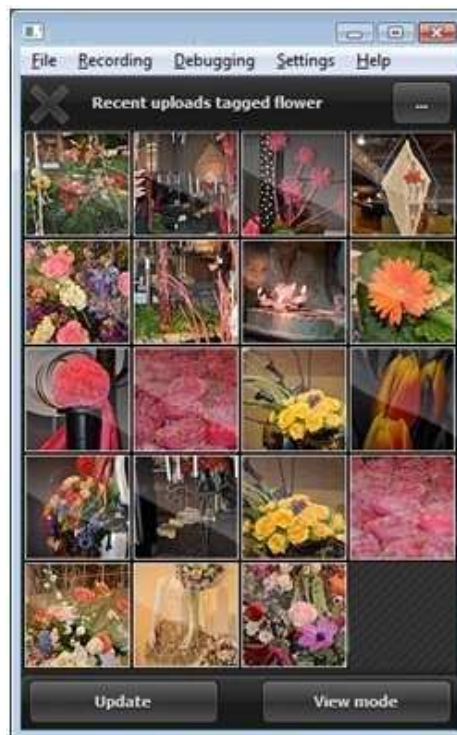 File Recording Debugging Settings Help
Recent uploads tagged flower
...
Update View mode